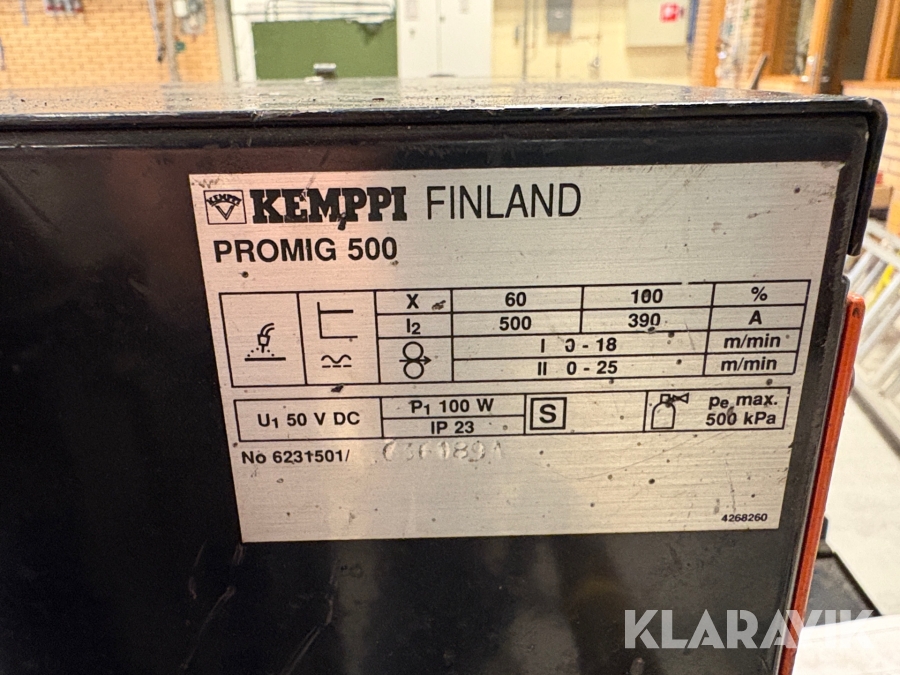 KEMPPI FINLAND
PROMIG 500
X 60 100 %
I2 500 390 A
I 0 - 18 m/min
II 0 - 25 m/min
U1 50 V DC
P1 100 W
IP 23
S
pe max.
500 kPa
No 6231501/
4268260
KLARAVIK